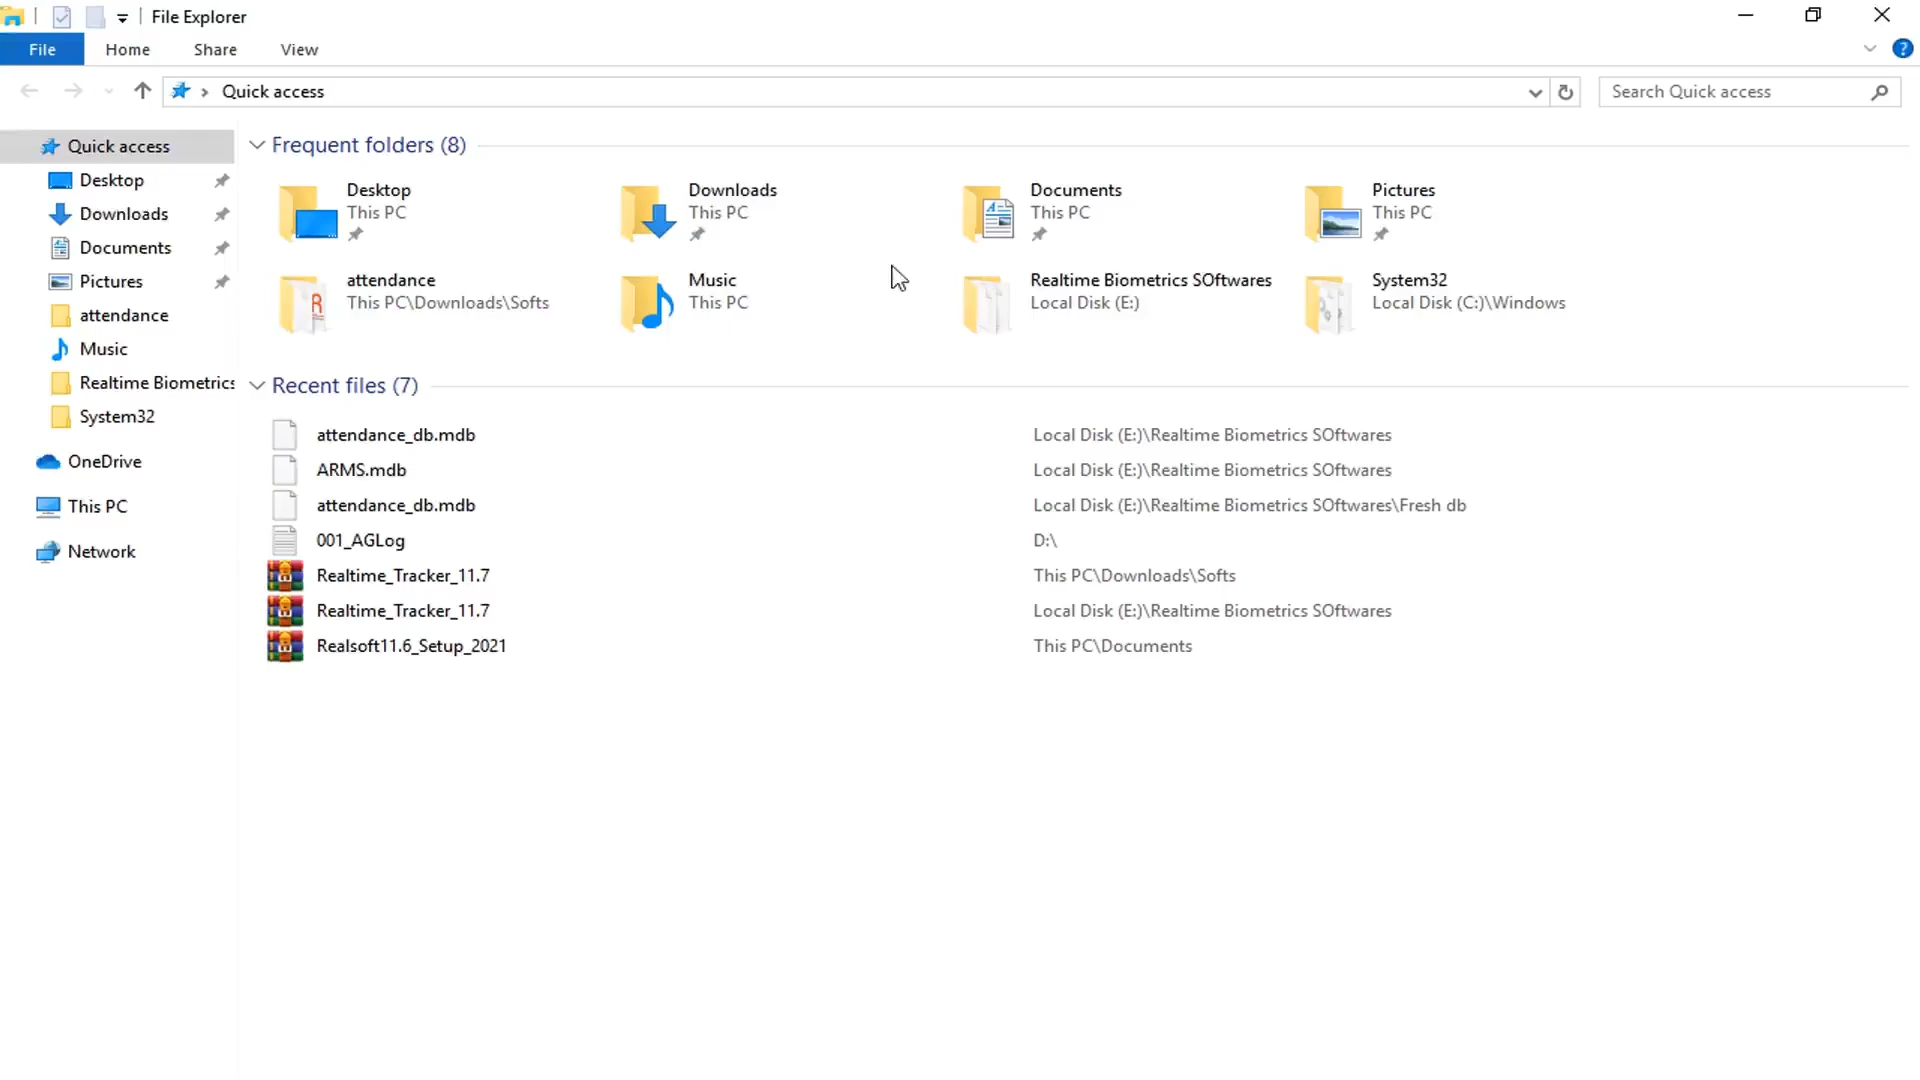 File Explorer
File Home Share View
Quick access
Search Quick access
Quick access
Desktop
Downloads
Documents
Pictures
attendance
Music
Realtime Biometrics
System32
OneDrive
This PC
Network
Frequent folders (8)
Desktop
This PC
Downloads
This PC
Documents
This PC
Pictures
This PC
attendance
This PC\Downloads\Softs
Music
This PC
Realtime Biometrics SOftwares
Local Disk (E:)
System32
Local Disk (C:)\Windows
Recent files (7)
attendance_db.mdb Local Disk (E:)\Realtime Biometrics SOftwares
ARMS.mdb Local Disk (E:)\Realtime Biometrics SOftwares
attendance_db.mdb Local Disk (E:)\Realtime Biometrics SOftwares\Fresh db
001_AGLog D:\
Realtime_Tracker_11.7 This PC\Downloads\Softs
Realtime_Tracker_11.7 Local Disk (E:)\Realtime Biometrics SOftwares
Realsoft11.6_Setup_2021 This PC\Documents